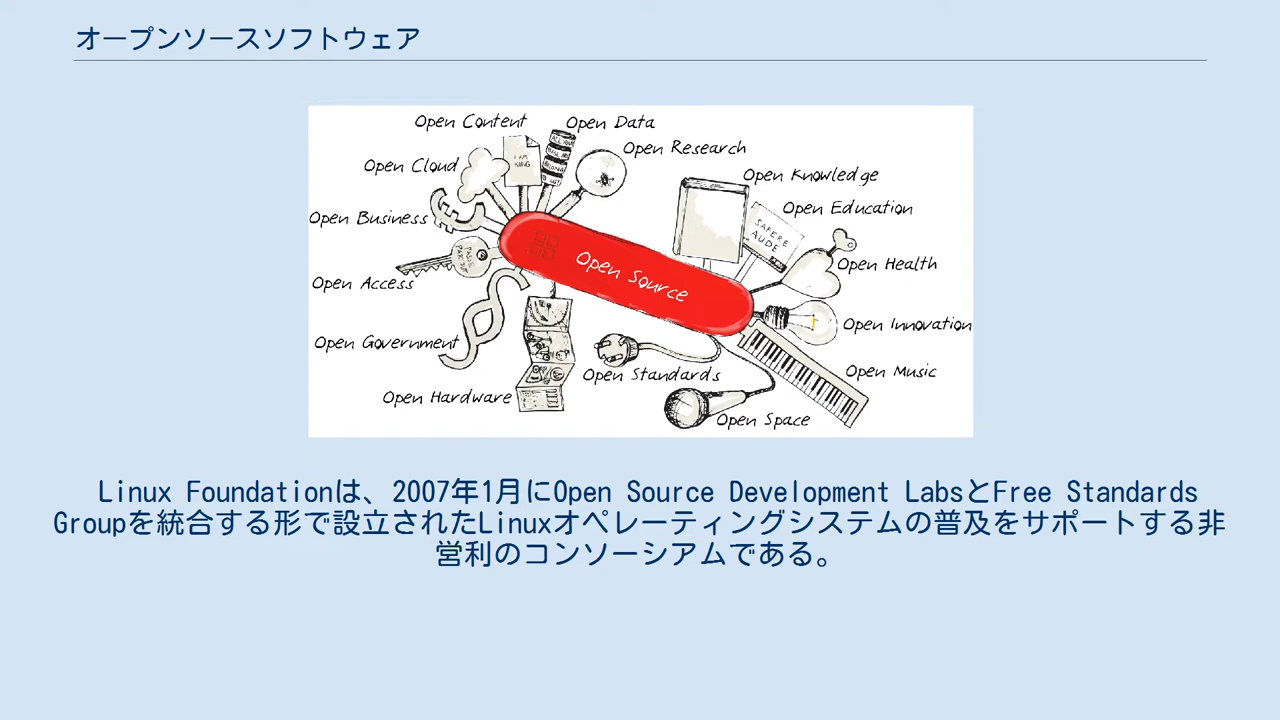 オープンソースソフトウェア
Open Content
Open Data
Open Research
Open Cloud
Open Knowledge
Open Business
Open Education
SAPERE
AUDE
Open Source
Open Health
Open Access
Open Innovation
Open Government
Open Standards
Open Music
Open Hardware
Open Space
I AM
KING
Linux Foundationは、2007年1月にOpen Source Development LabsとFree Standards
Groupを統合する形で設立されたLinuxオペレーティングシステムの普及をサポートする非
営利のコンソーシアムである。